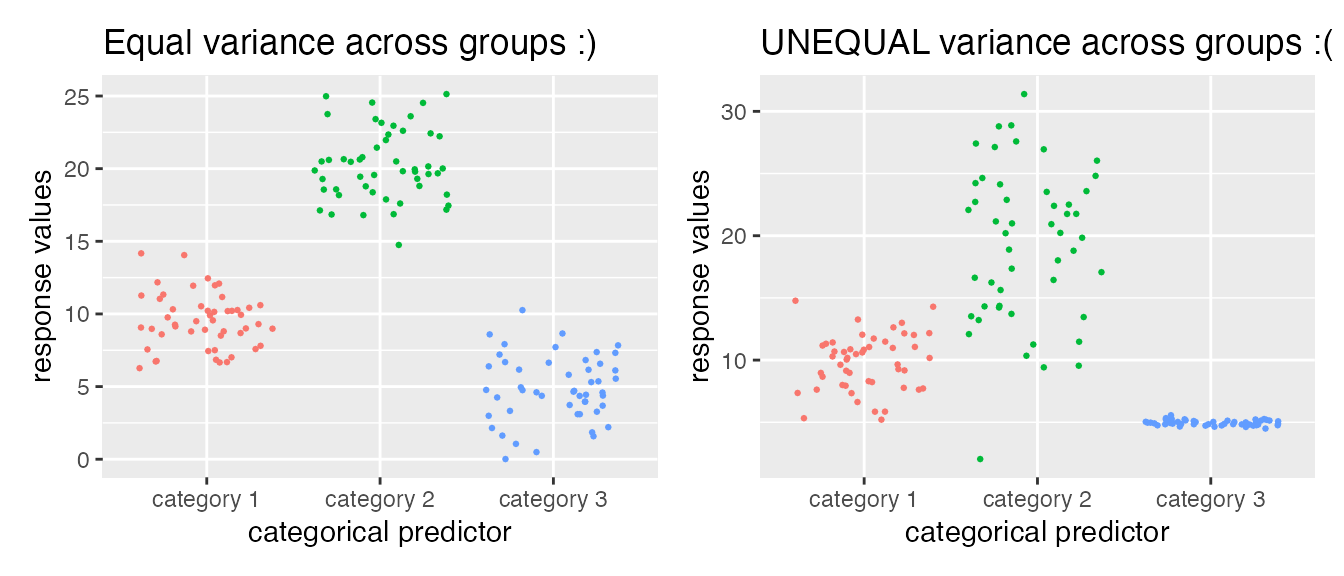 Equal variance across groups :)
25
20
15
10
5
0
response values
category 1
category 2
category 3
categorical predictor
UNEQUAL variance across groups :(
30
20
10
response values
category 1
category 2
category 3
categorical predictor